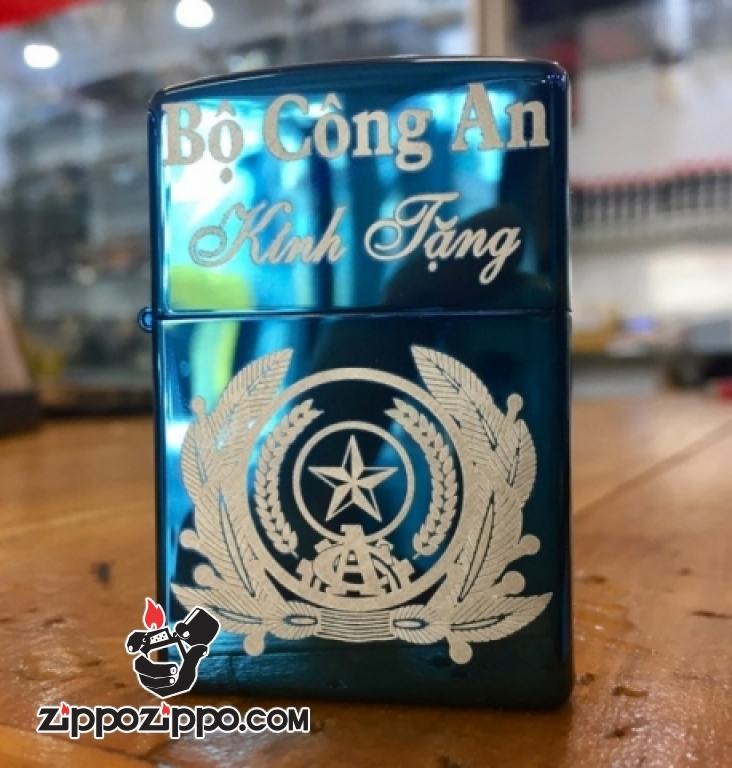 Bộ Công An
Kính Tặng
CA
zippozippo.com